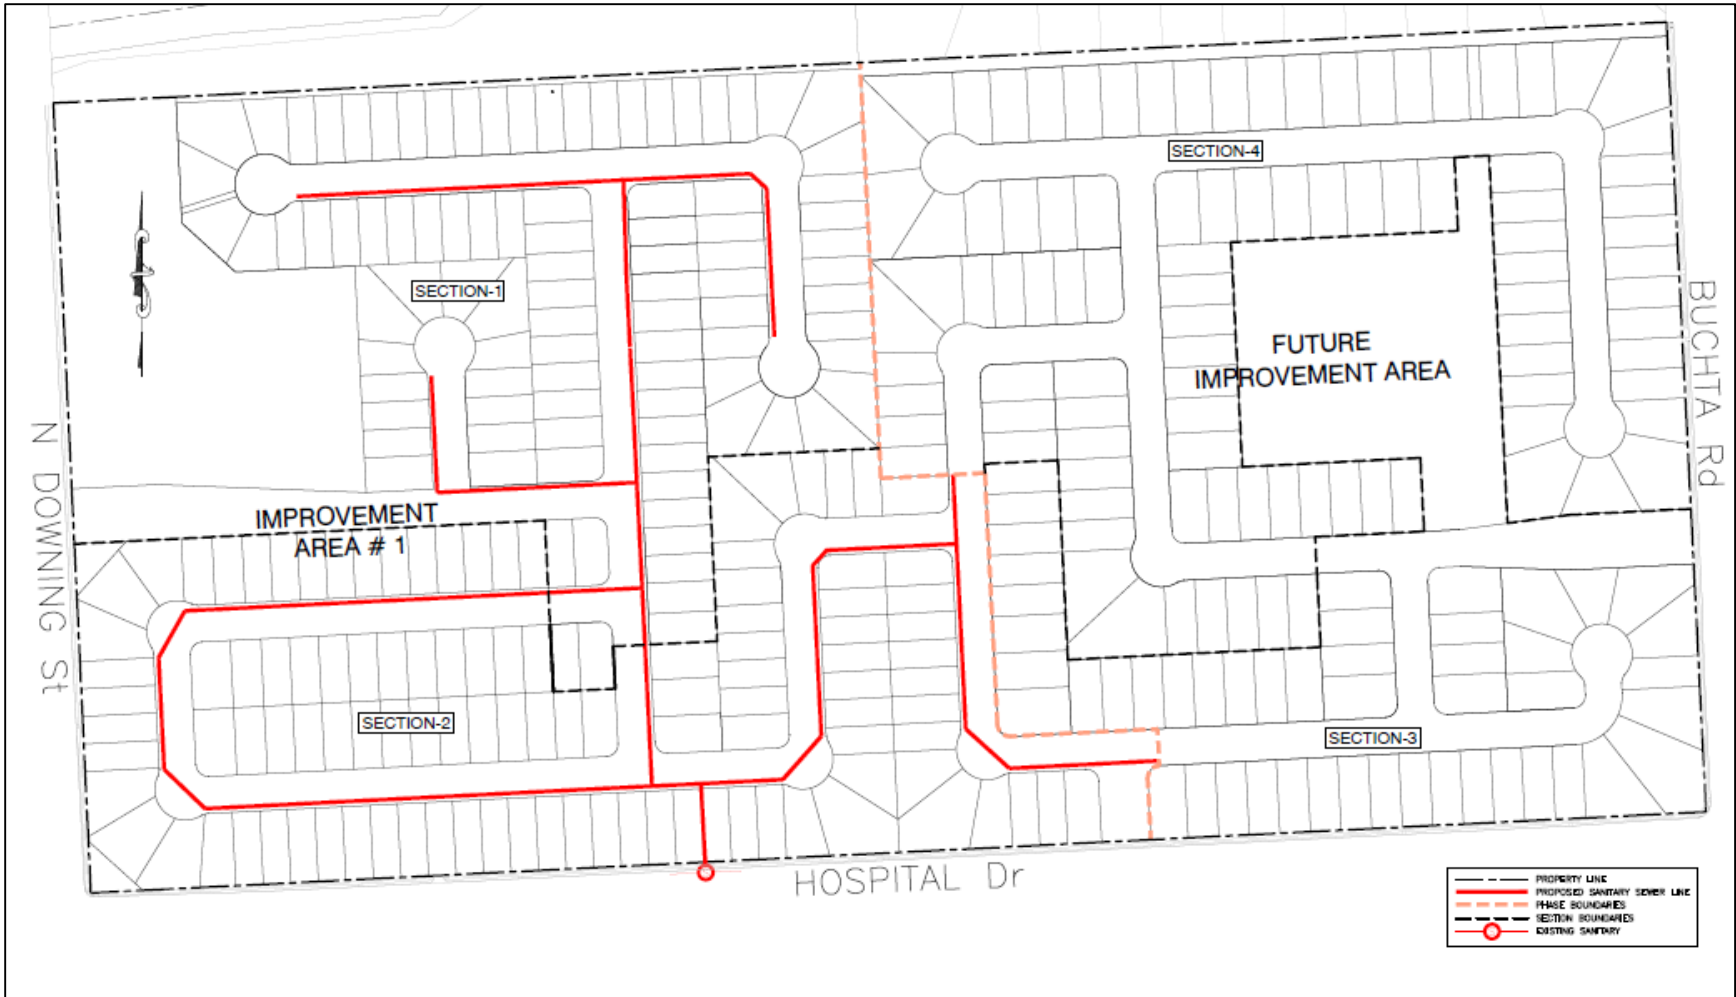 SECTION-4
SECTION-1
FUTURE
IMPROVEMENT AREA
BUCHTA Rd
N DOWNING St
IMPROVEMENT
AREA # 1
SECTION-2
SECTION-3
HOSPITAL Dr
PROPERTY LINE
PROPOSED SANITARY SEWER LINE
PHASE BOUNDARIES
SECTION BOUNDARIES
EXISTING SANITARY